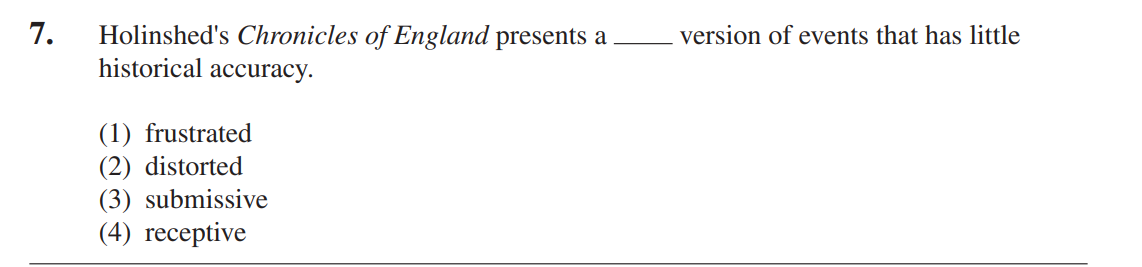 7. Holinshed's Chronicles of England presents a ____ version of events that has little
historical accuracy.
(1) frustrated
(2) distorted
(3) submissive
(4) receptive